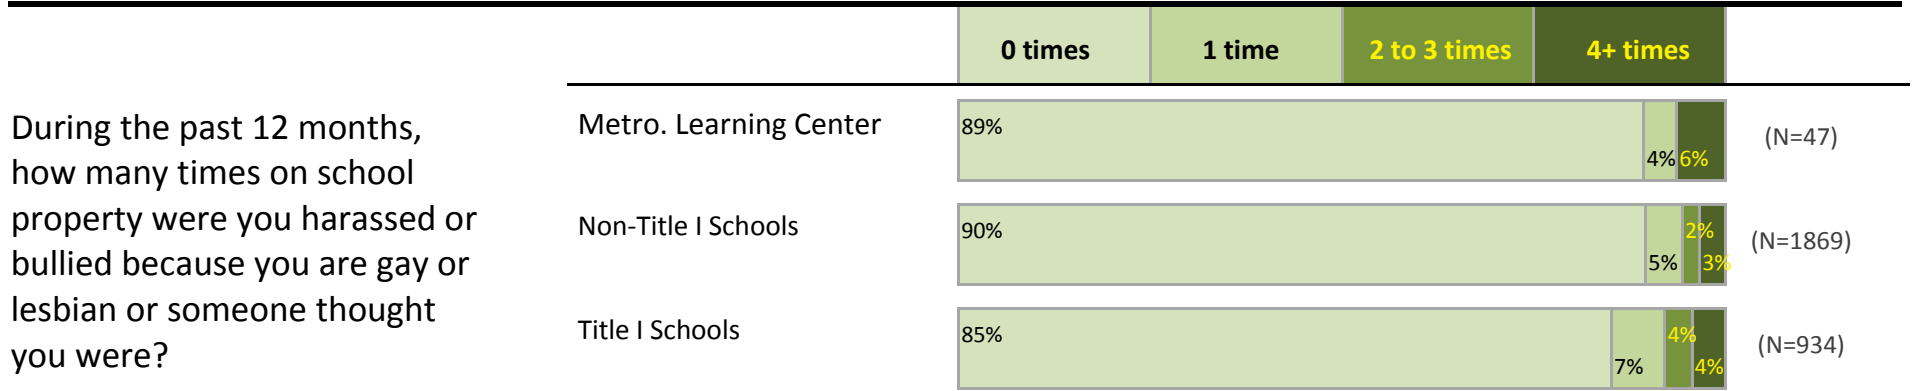 0 times 1 time 2 to 3 times 4+ times
During the past 12 months,
how many times on school
property were you harassed or
bullied because you are gay or
lesbian or someone thought
you were?
Metro. Learning Center 89% 4% 6% (N=47)
Non-Title I Schools 90% 5% 2% 3% (N=1869)
Title I Schools 85% 7% 4% 4% (N=934)